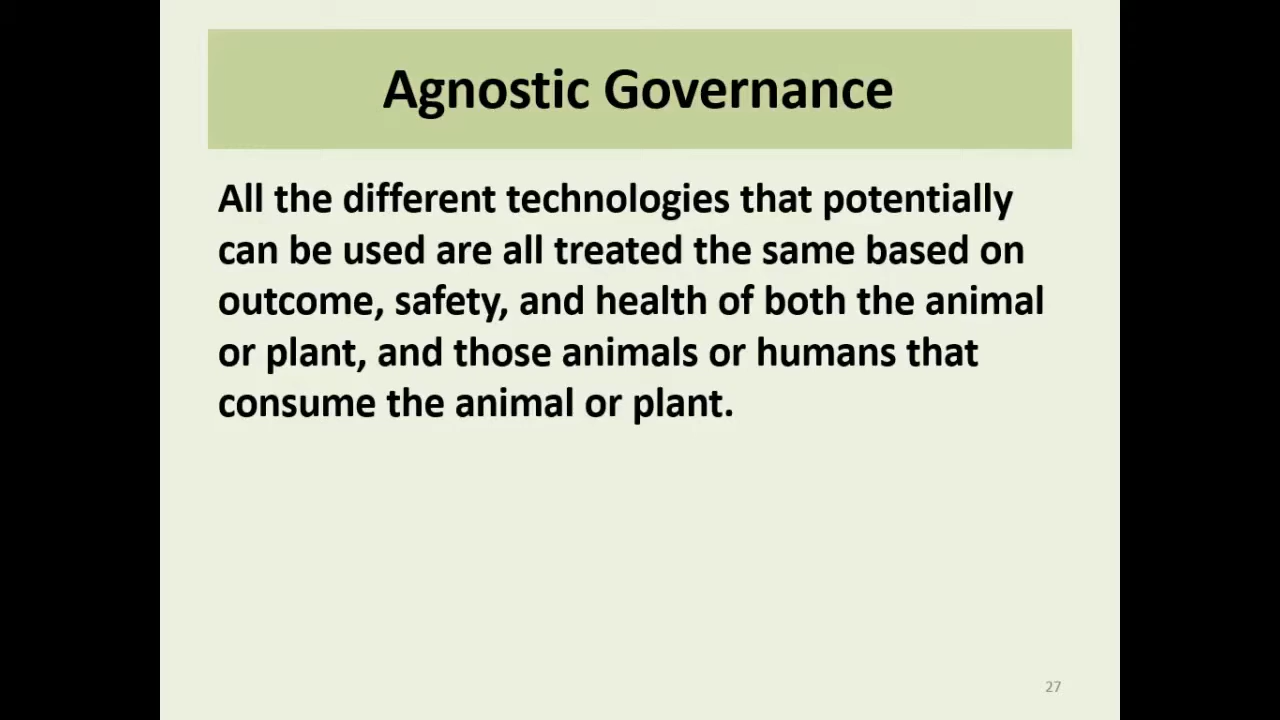 Agnostic Governance
All the different technologies that potentially
can be used are all treated the same based on
outcome, safety, and health of both the animal
or plant, and those animals or humans that
consume the animal or plant.
27